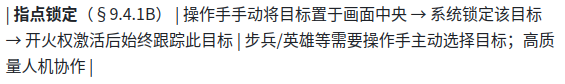 | 指点锁定（§9.4.1B） | 操作手手动将目标置于画面中央 → 系统锁定该目标
→ 开火权激活后始终跟踪此目标 | 步兵/英雄等需要操作手主动选择目标；高质
量人机协作 |